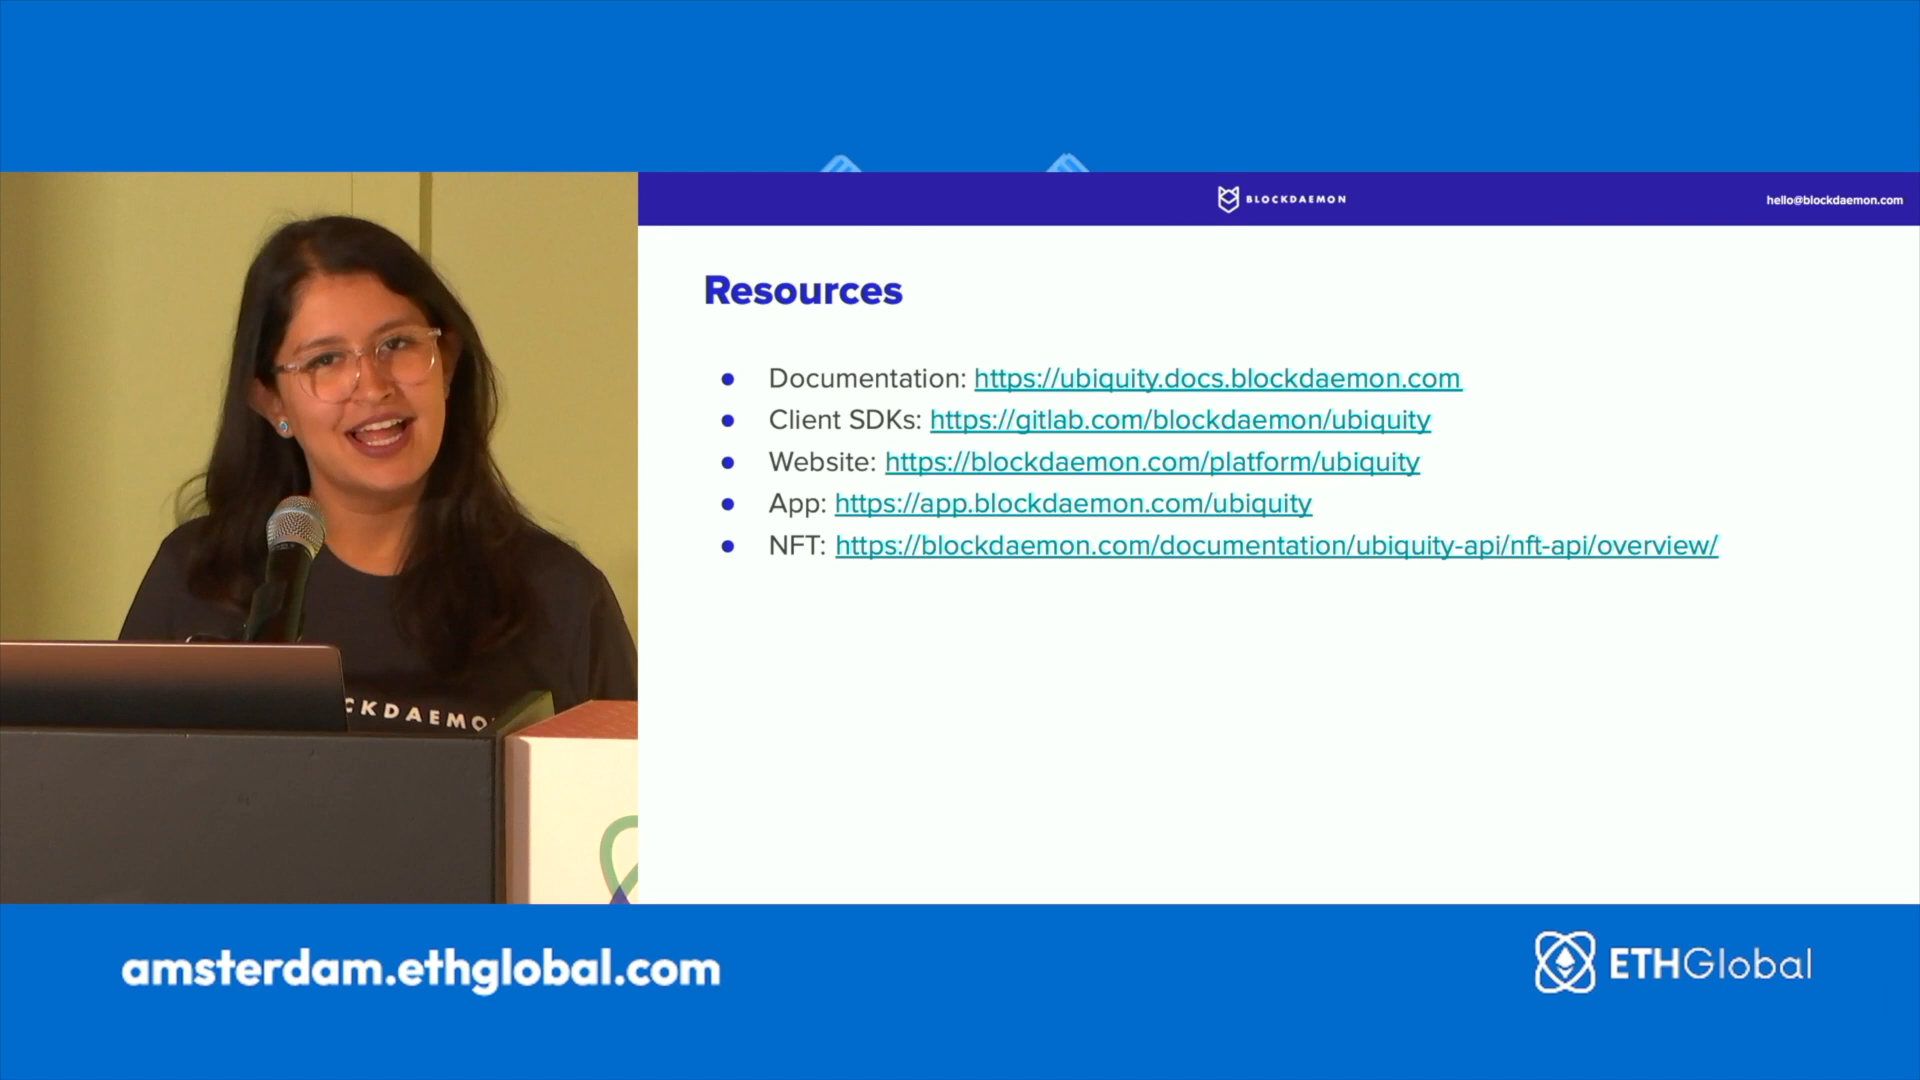 BLOCKDAEMON
hello@blockdaemon.com
Resources
Documentation: https://ubiquity.docs.blockdaemon.com
Client SDKs: https://gitlab.com/blockdaemon/ubiquity
Website: https://blockdaemon.com/platform/ubiquity
App: https://app.blockdaemon.com/ubiquity
NFT: https://blockdaemon.com/documentation/ubiquity-api/nft-api/overview/
CKDAEMO
amsterdam.ethglobal.com
ETHGlobal